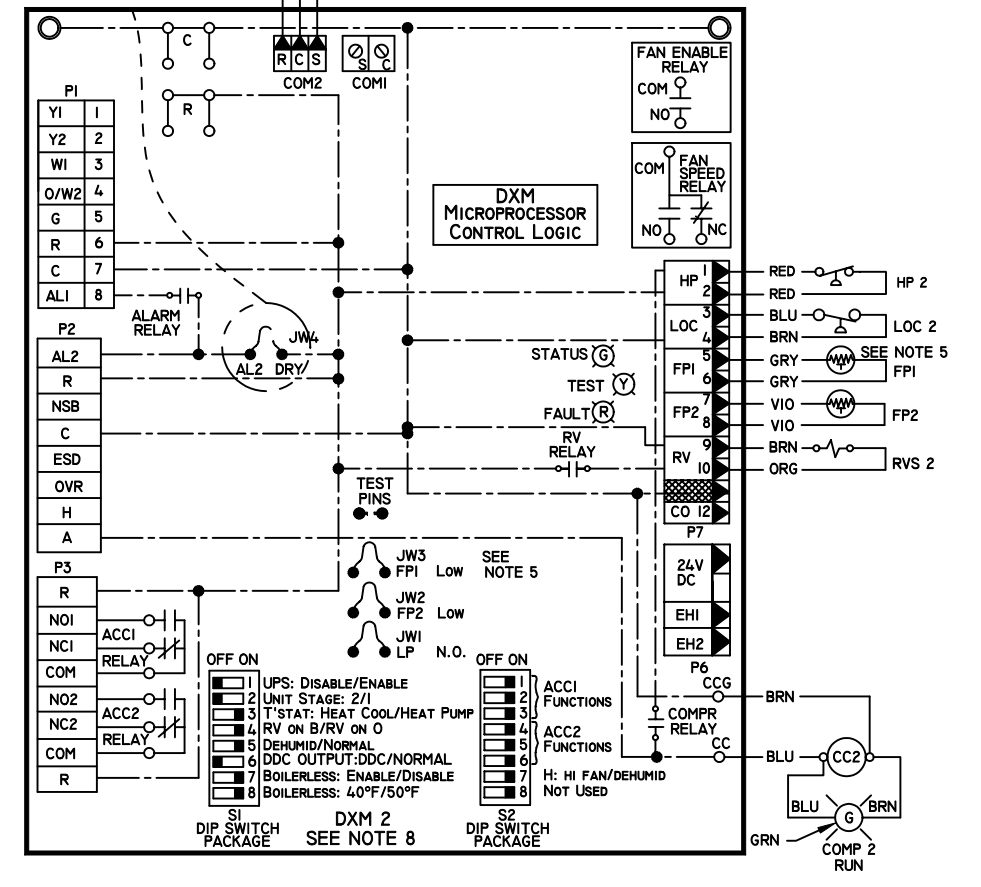 C
R C S
COM2
S C
COM1
R
FAN ENABLE
RELAY
COM
NO
FAN
SPEED
RELAY
COM
NO
NC
DXM
MICROPROCESSOR
CONTROL LOGIC
P1
Y1 1
Y2 2
W1 3
O/W2 4
G 5
R 6
C 7
AL1 8
ALARM
RELAY
JW4
AL2 DRY
P2
AL2
R
NSB
C
ESD
OVR
H
A
STATUS G
TEST Y
FAULT R
RV
RELAY
TEST
PINS
HP 1
2
LOC 3
4
FP1 5
6
FP2 7
8
RV 9
10
CO 12
P7
RED
RED
HP 2
BLU
BRN
LOC 2
GRY
GRY
SEE NOTE 5
FP1
VIO
VIO
FP2
BRN
ORG
RVS 2
24V
DC
EH1
EH2
P6
JW3
FP1 LOW
SEE
NOTE 5
JW2
FP2 LOW
JW1
LP N.O.
P3
R
NO1
NC1
COM
NO2
NC2
COM
R
ACC1
RELAY
ACC2
RELAY
OFF ON
1 UPS: DISABLE/ENABLE
2 UNIT STAGE: 2/1
3 T'STAT: HEAT COOL/HEAT PUMP
4 RV ON B/RV ON O
5 DEHUMID/NORMAL
6 DDC OUTPUT:DDC/NORMAL
7 BOILERLESS: ENABLE/DISABLE
8 BOILERLESS: 40°F/50°F
S1
DIP SWITCH
PACKAGE
DXM 2
SEE NOTE 8
OFF ON
1
2
3
4
5
6
7
8
ACC1
FUNCTIONS
ACC2
FUNCTIONS
H: HI FAN/DEHUMID
NOT USED
S2
DIP SWITCH
PACKAGE
COMPR
RELAY
CCG
CC
BRN
BLU
CC2
BLU
BRN
G
GRN
COMP 2
RUN